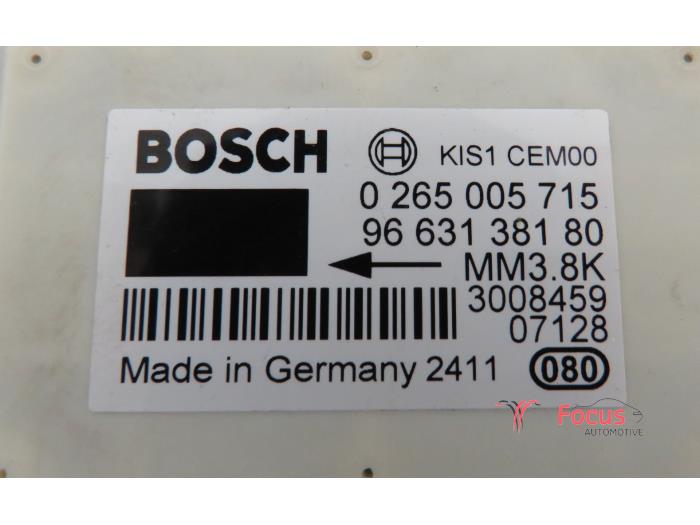 BOSCH KIS1 CEM00
0 265 005 715
96 631 381 80
MM3.8K
3008459
07128
Made in Germany 2411 080
Focus
AUTOMOTIVE